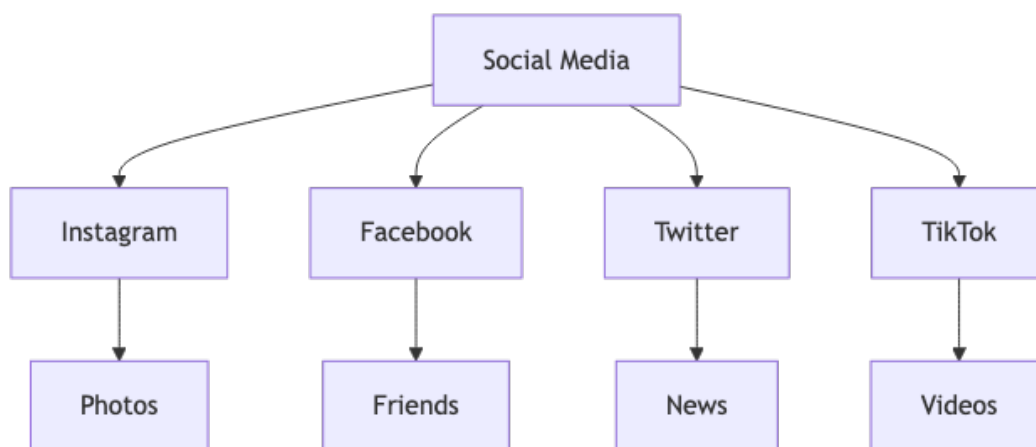 Social Media
Instagram
Facebook
Twitter
TikTok
Photos
Friends
News
Videos